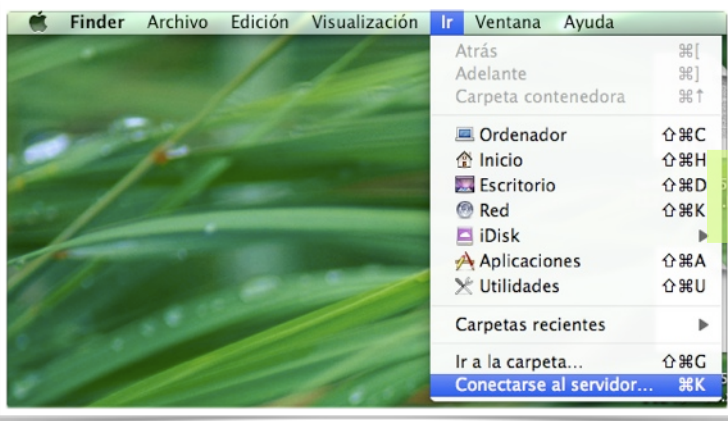 Finder Archivo Edición Visualización Ir Ventana Ayuda
Atrás ⌘[
Adelante ⌘]
Carpeta contenedora ⌘↑
Ordenador ⇧⌘C
Inicio ⇧⌘H
Escritorio ⇧⌘D
Red ⇧⌘K
iDisk
Aplicaciones ⇧⌘A
Utilidades ⇧⌘U
Carpetas recientes
Ir a la carpeta... ⇧⌘G
Conectarse al servidor... ⌘K